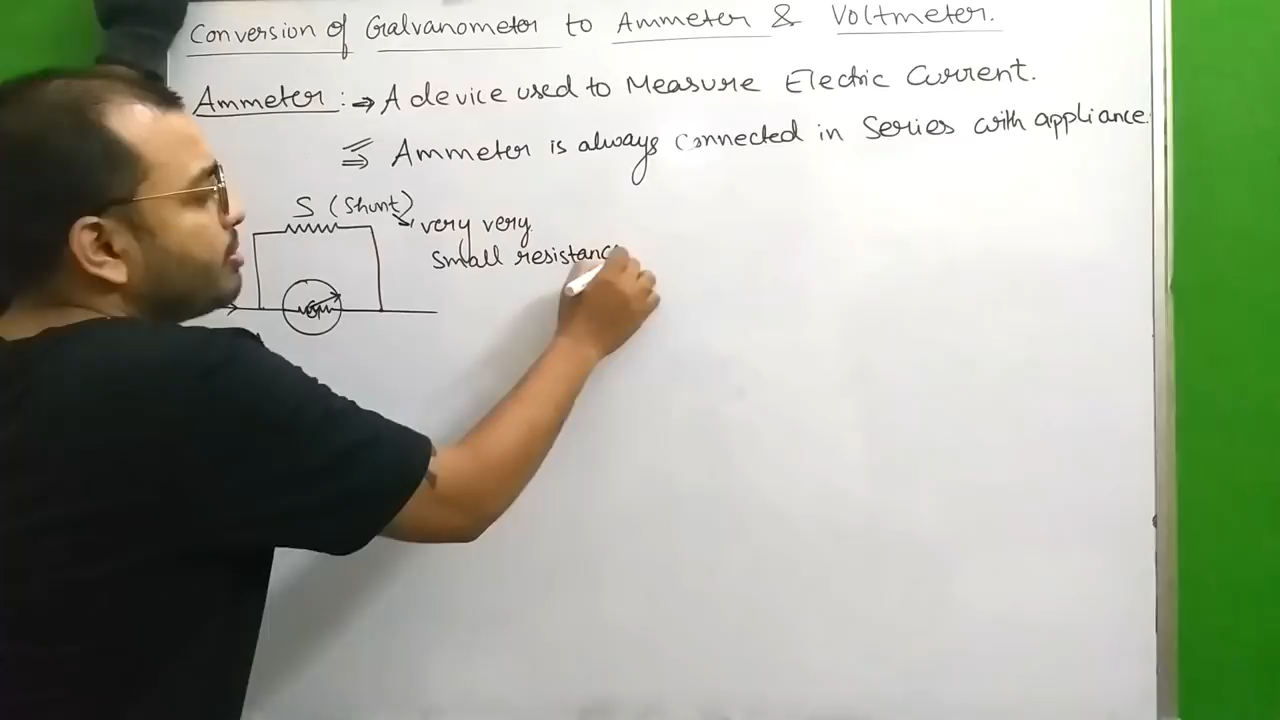 Conversion of Galvanometer to Ammeter & Voltmeter.
Ammeter :→ A device used to Measure Electric Current.
⇒ Ammeter is always connected in Series with appliance.
S (Shunt)
→ very very
small resistanc
G